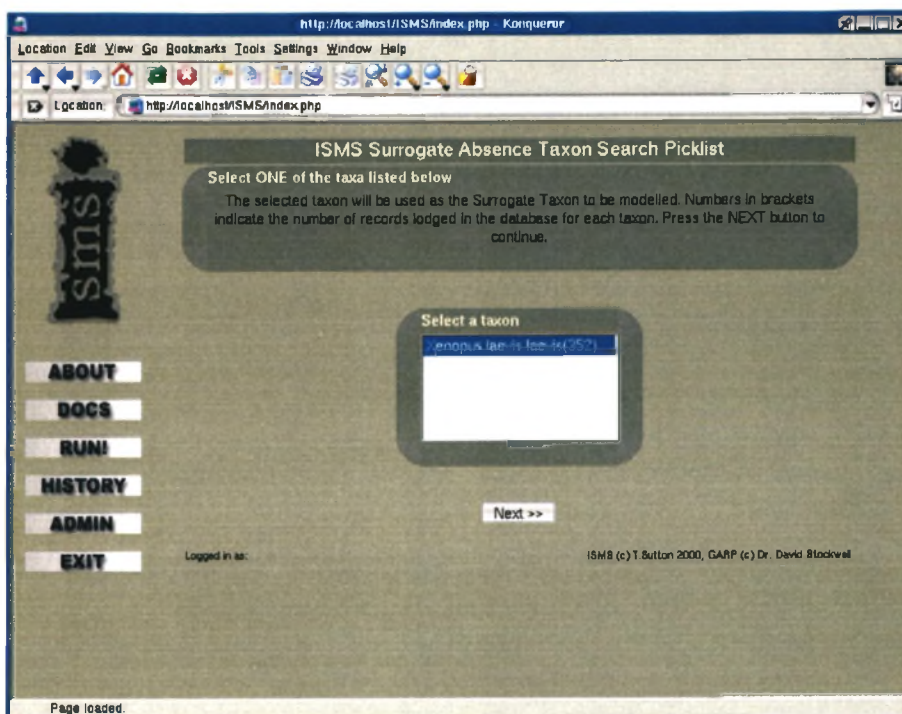 http://localhost/ISMS/index.php - Konqueror
Location Edit View Go Bookmarks Tools Settings Window Help
Location: http://localhost/ISMS/index.php
isms
ISMS Surrogate Absence Taxon Search Picklist
Select ONE of the taxa listed below
The selected taxon will be used as the Surrogate Taxon to be modelled. Numbers in brackets
indicate the number of records lodged in the database for each taxon. Press the NEXT button to
continue.
Select a taxon
Xenopus laevis laevis(352)
ABOUT
DOCS
RUN!
HISTORY
ADMIN
EXIT
Next >>
Logged in as:
ISMS (c) T Sutton 2000, GARP (c) Dr. David Stockwell
Page loaded.